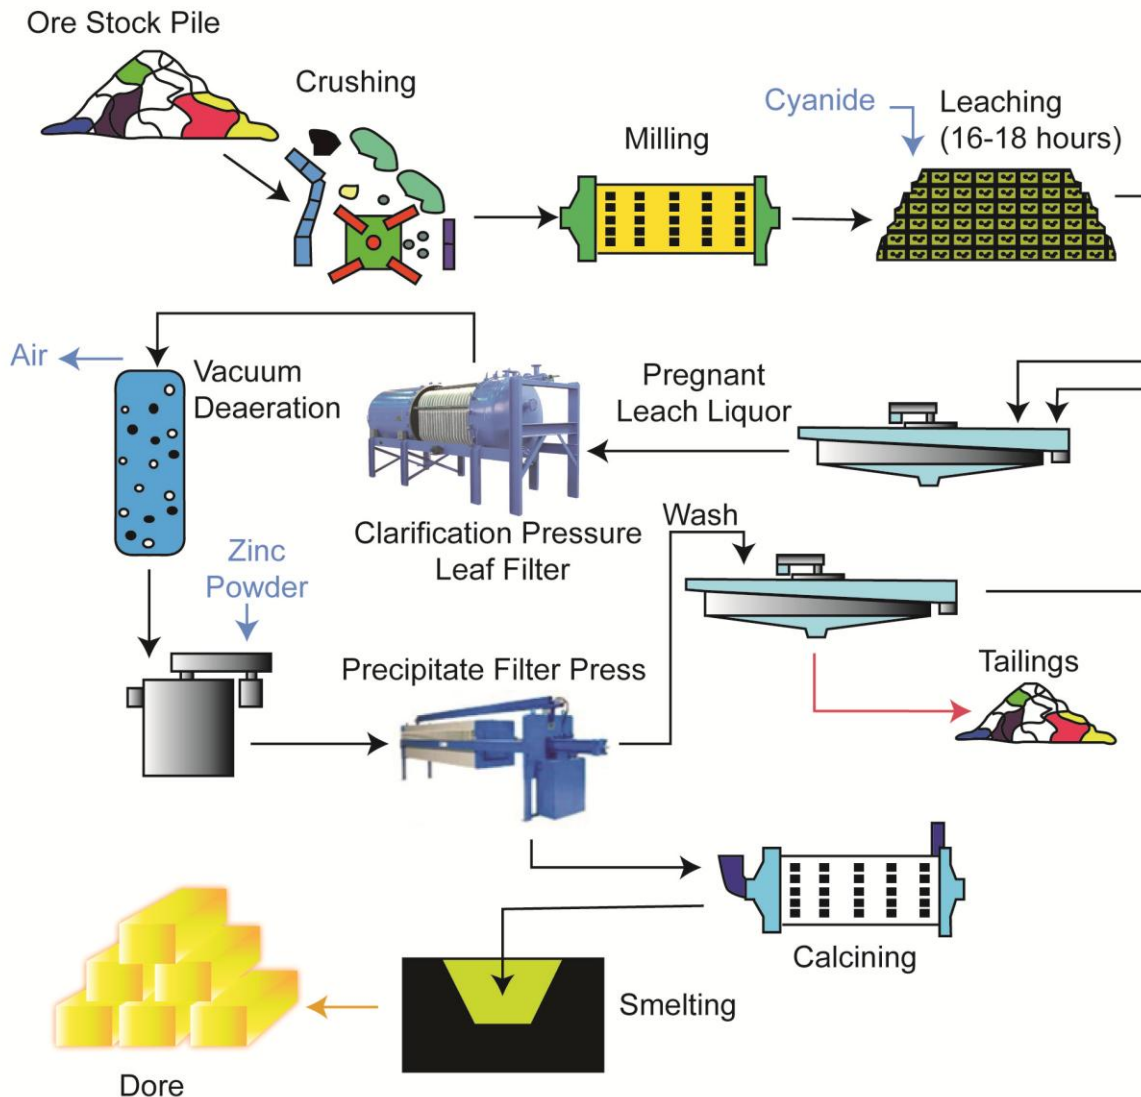 Ore Stock Pile
Crushing
Milling
Cyanide
Leaching
(16-18 hours)
Air
Vacuum
Deaeration
Pregnant
Leach Liquor
Clarification Pressure
Leaf Filter
Wash
Zinc
Powder
Precipitate Filter Press
Tailings
Calcining
Smelting
Dore